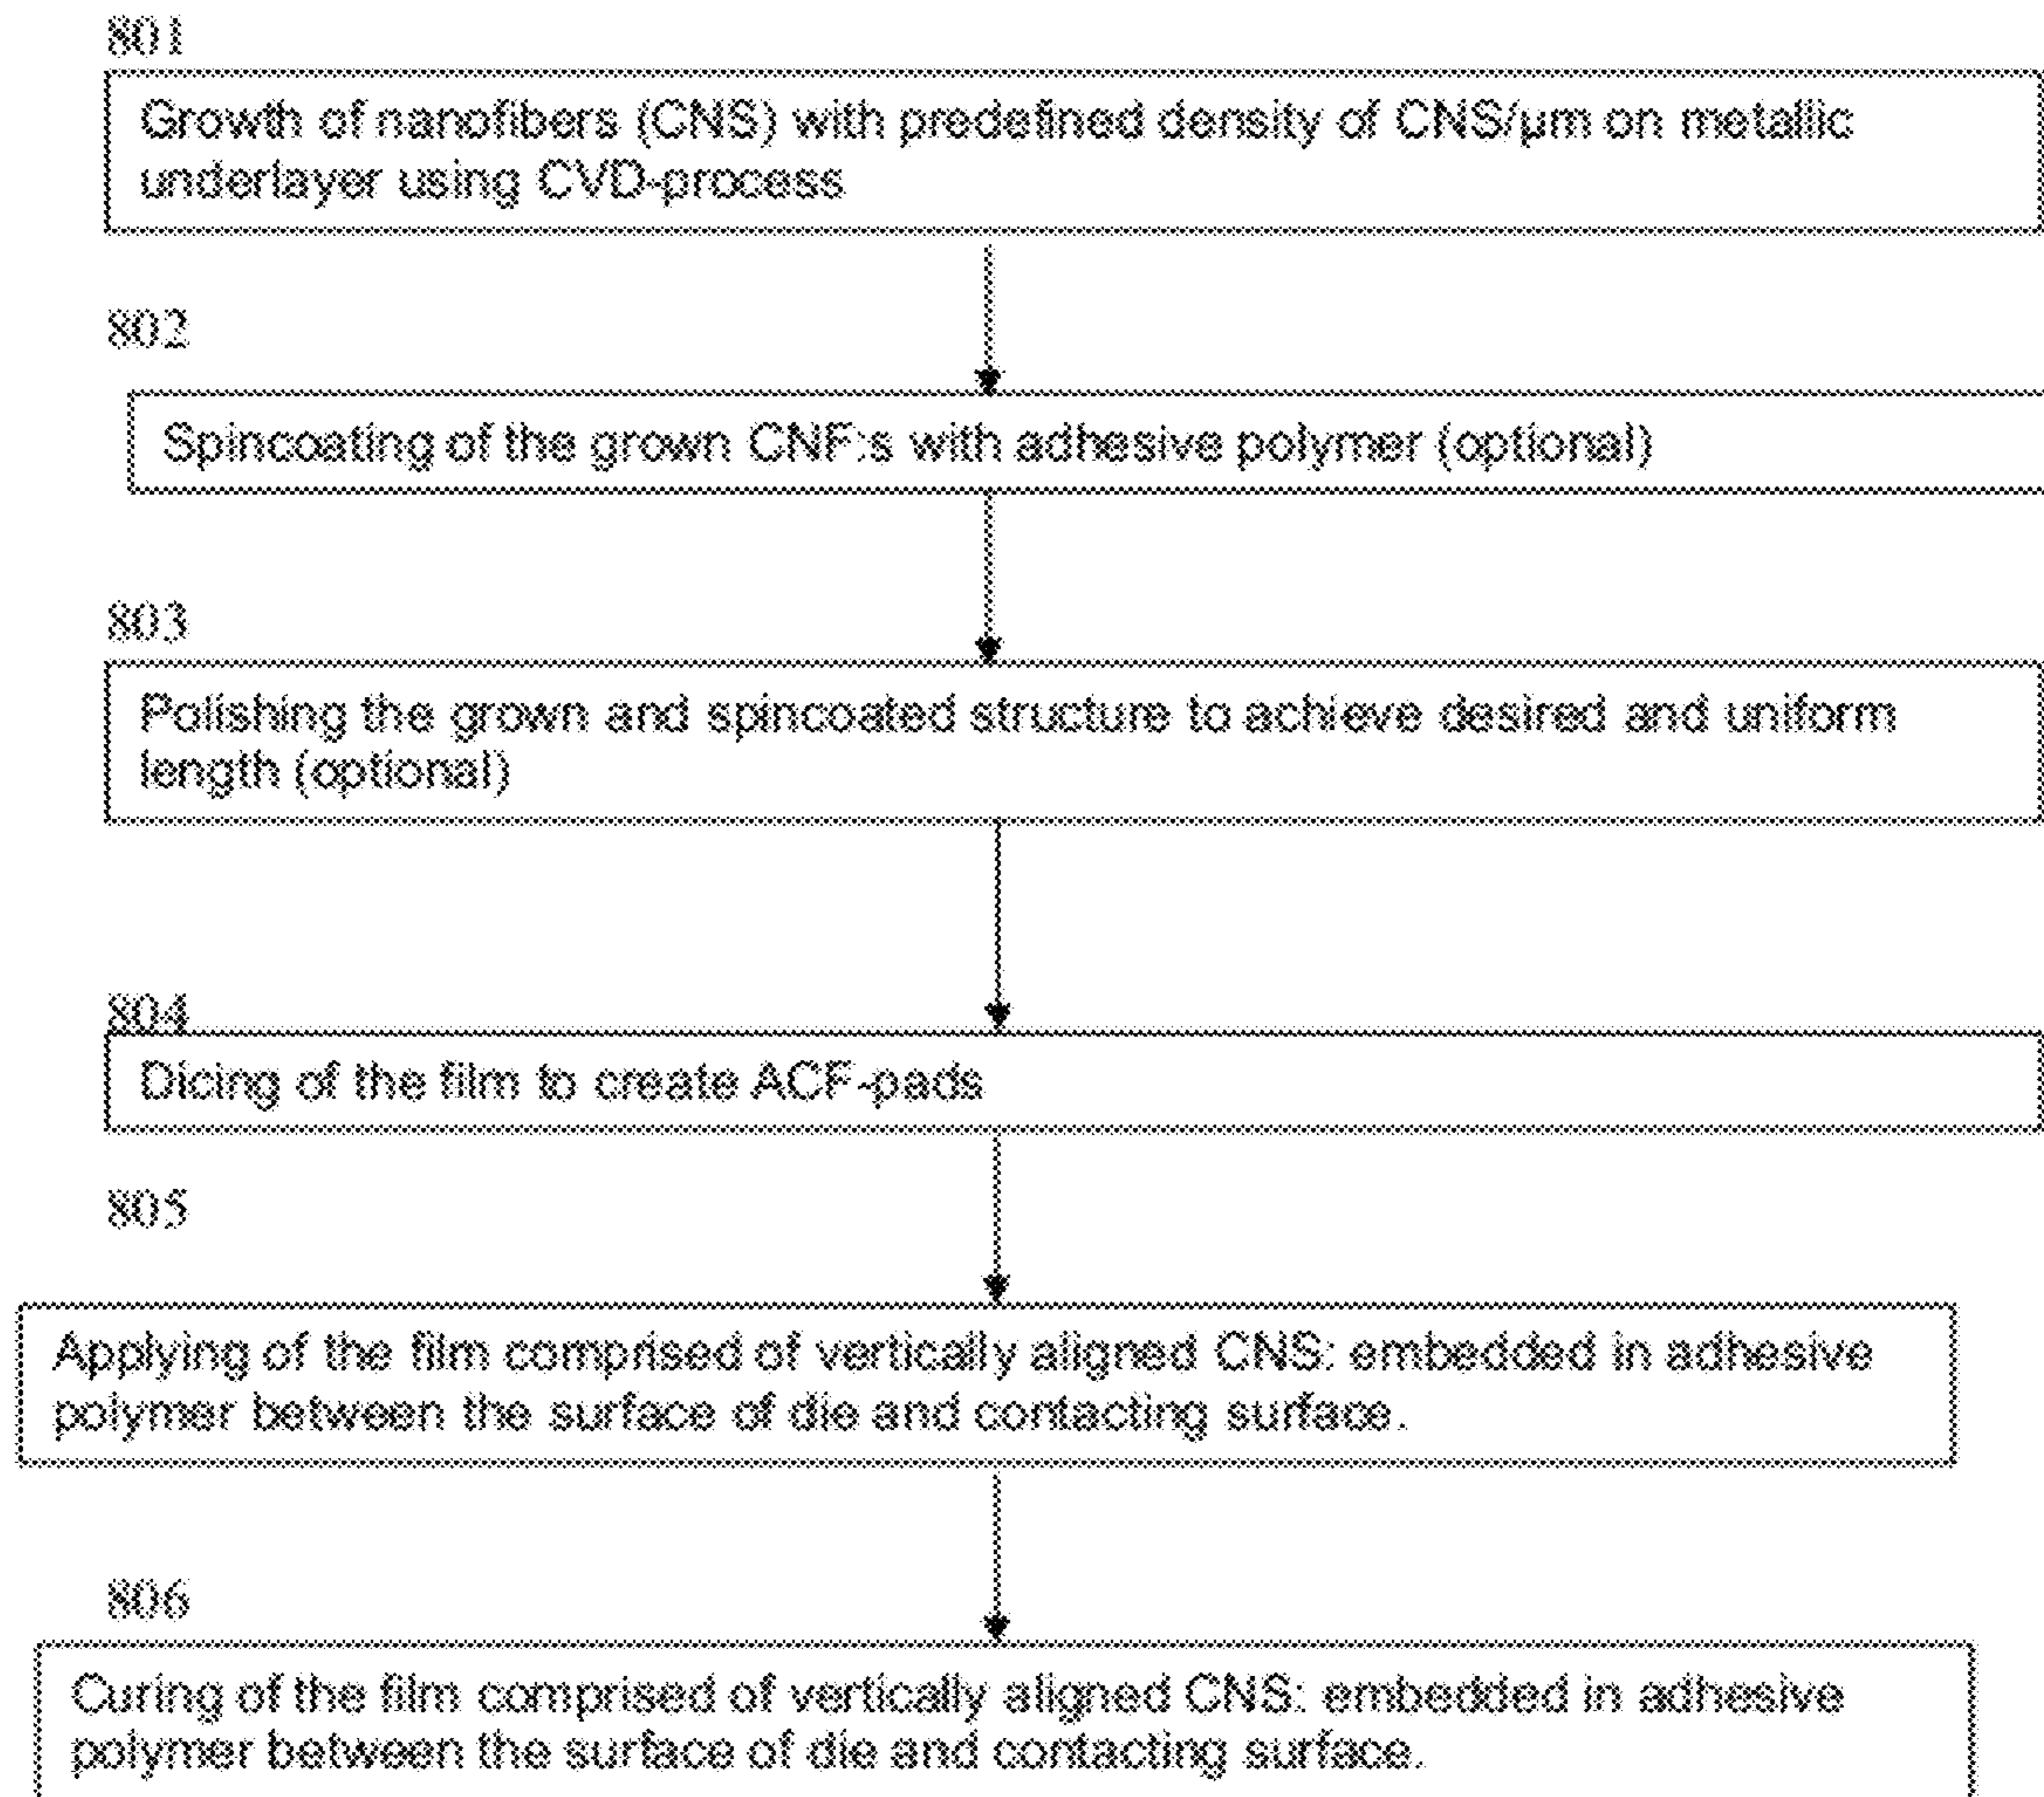 801
Growth of nanofibers (CNS) with predefined density of CNS/μm on metallic
underlayer using CVD-process
802
Spincoating of the grown CNF:s with adhesive polymer (optional)
803
Polishing the grown and spincoated structure to achieve desired and uniform
length (optional)
804
Dicing of the film to create ACF-pads
805
Applying of the film comprised of vertically aligned CNS: embedded in adhesive
polymer between the surface of die and contacting surface.
806
Curing of the film comprised of vertically aligned CNS: embedded in adhesive
polymer between the surface of die and contacting surface.